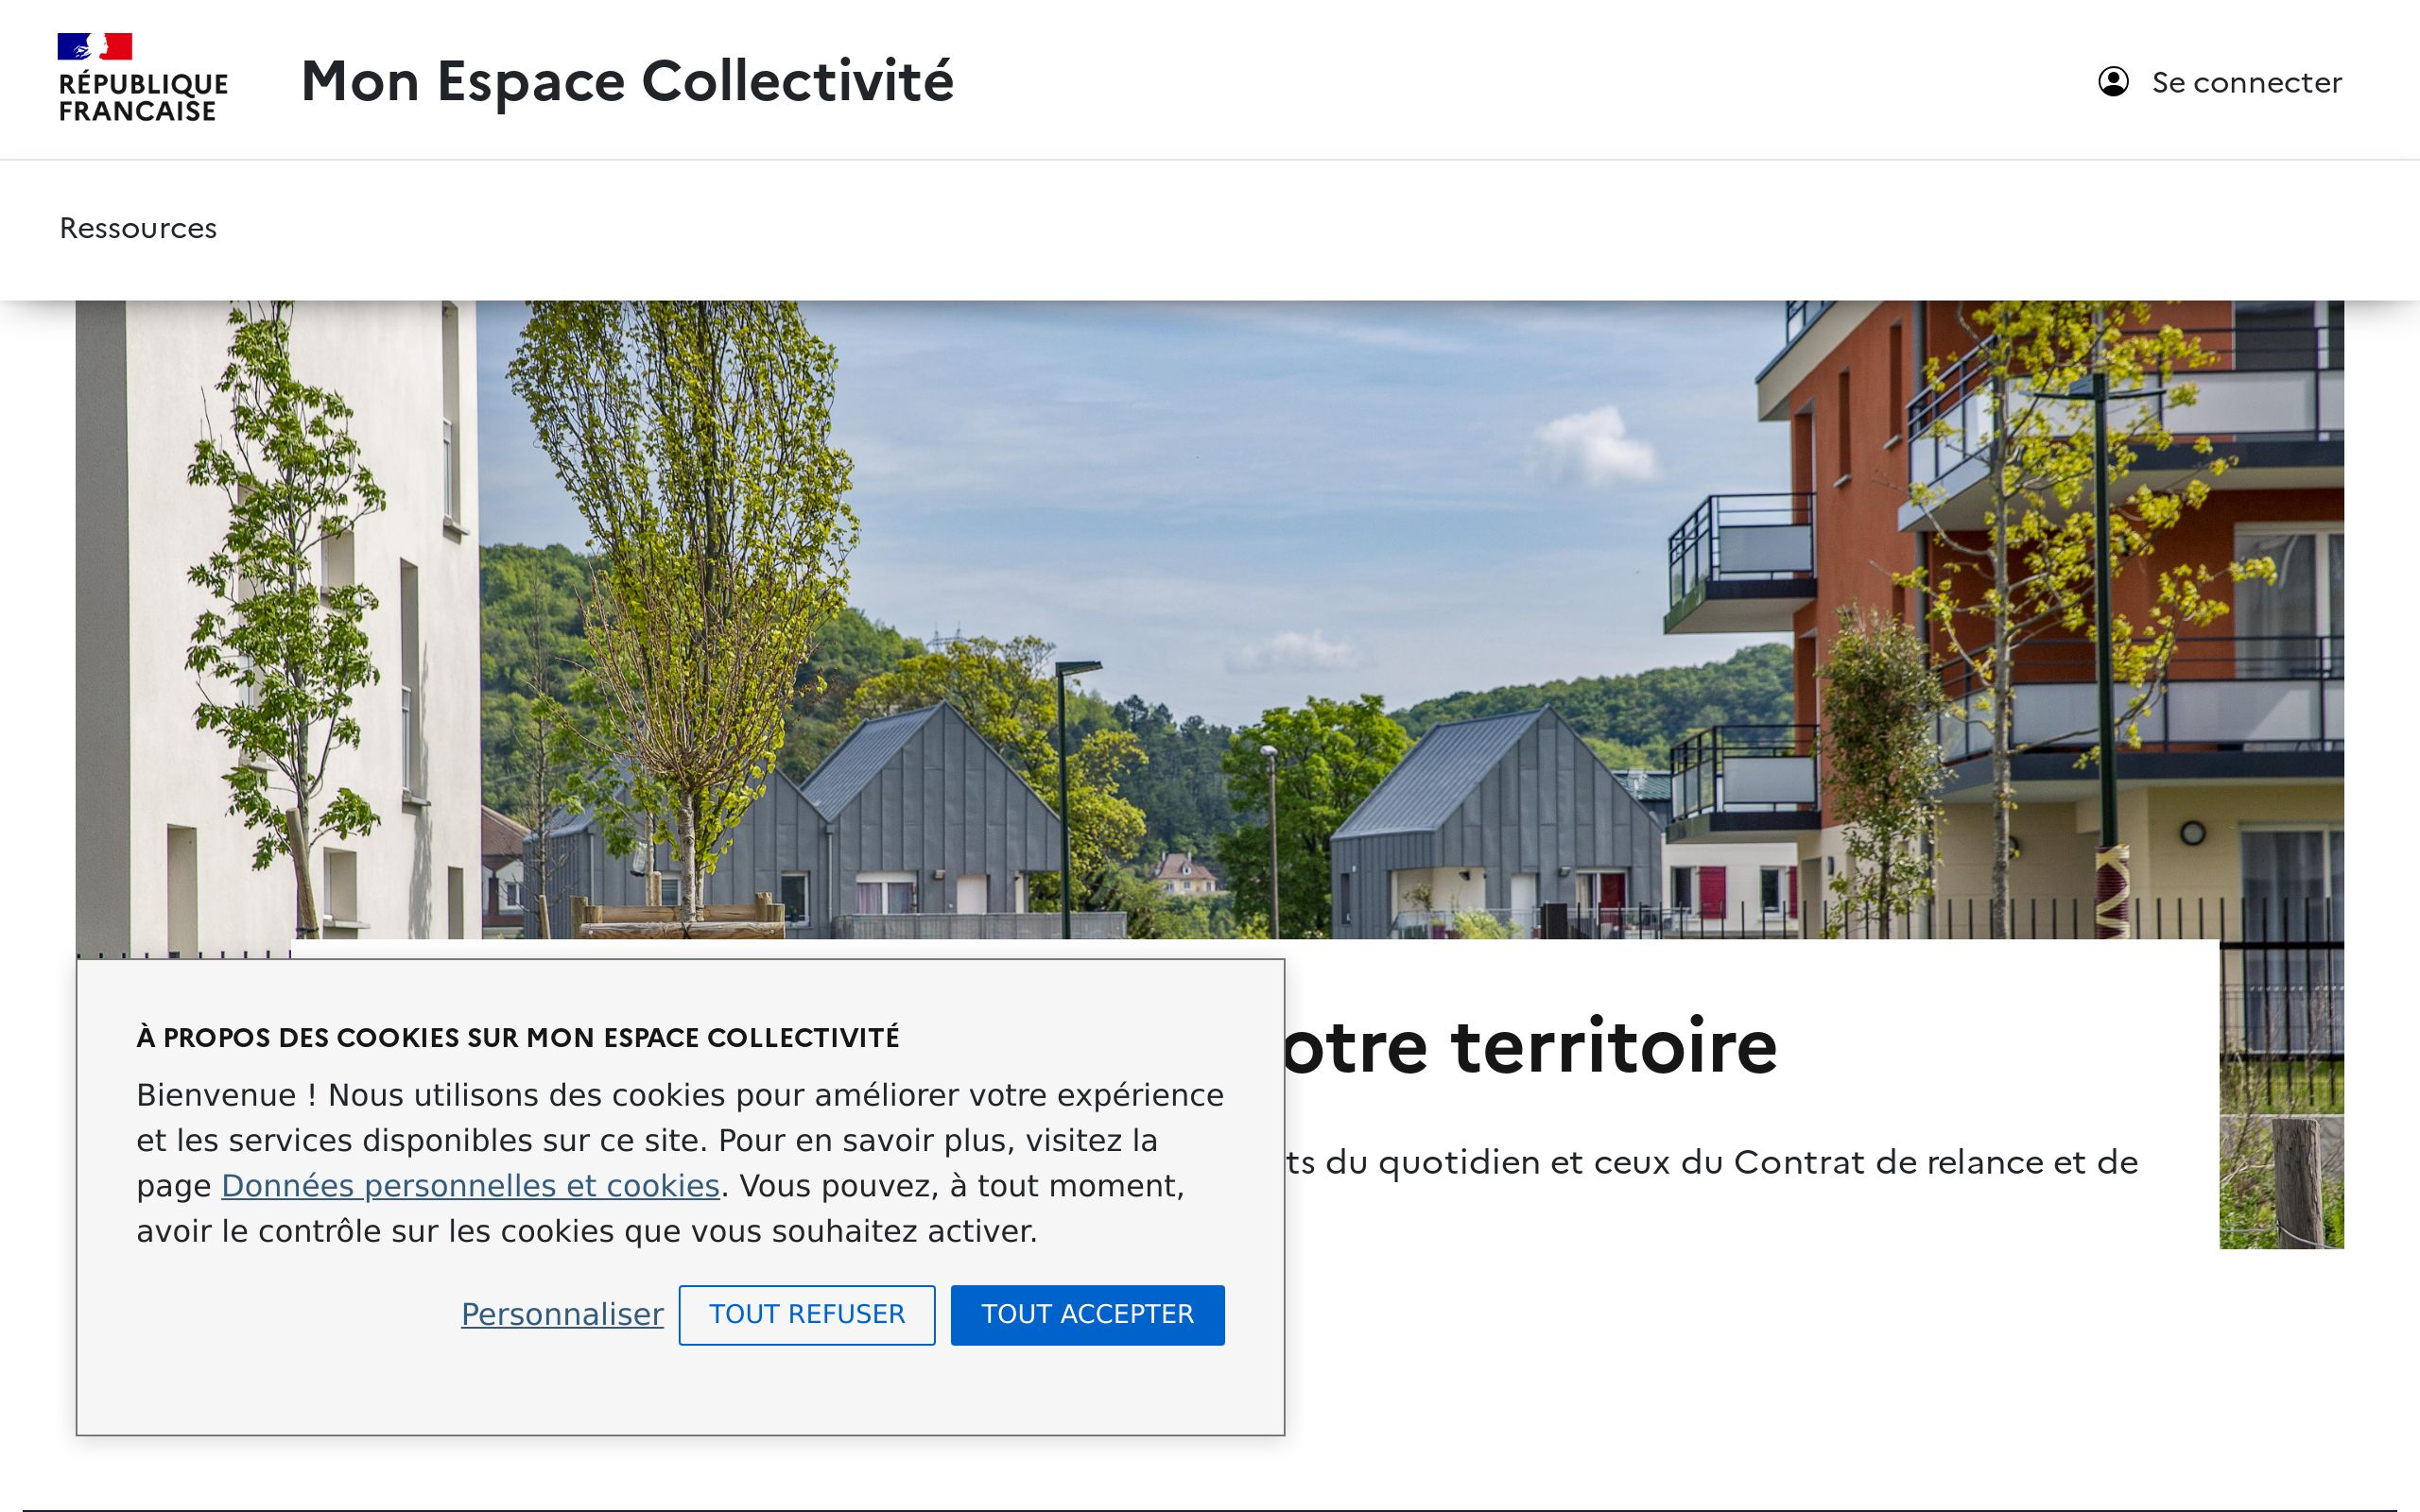 RÉPUBLIQUE
FRANCAISE
Mon Espace Collectivité
Se connecter
Ressources
otre territoire
ts du quotidien et ceux du Contrat de relance et de
À PROPOS DES COOKIES SUR MON ESPACE COLLECTIVITÉ
Bienvenue ! Nous utilisons des cookies pour améliorer votre expérience
et les services disponibles sur ce site. Pour en savoir plus, visitez la
page Données personnelles et cookies. Vous pouvez, à tout moment,
avoir le contrôle sur les cookies que vous souhaitez activer.
Personnaliser
TOUT REFUSER
TOUT ACCEPTER